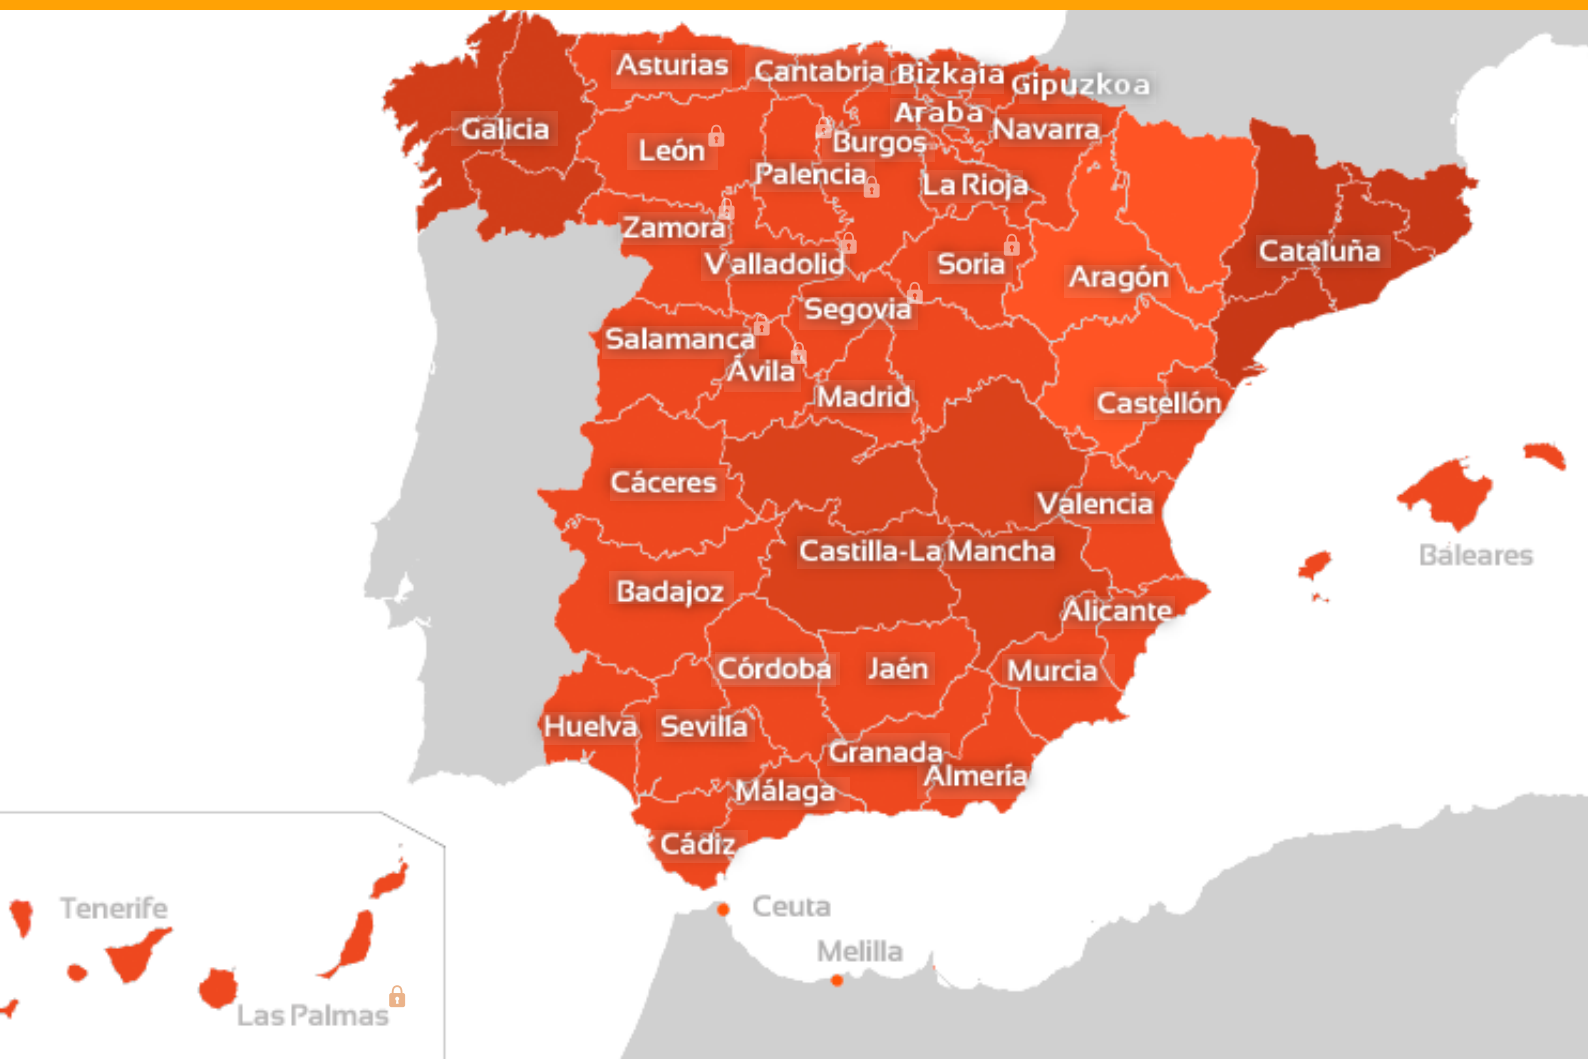 Asturias
Cantabria
Bizkaia
Gipuzkoa
Araba
Galicia
Navarra
León
Burgos
Palencia
La Rioja
Zamora
Valladolid
Soria
Cataluña
Aragón
Segovia
Salamanca
Ávila
Madrid
Castellón
Cáceres
Valencia
Castilla-La Mancha
Baleares
Badajoz
Alicante
Córdoba
Jaén
Murcia
Huelva
Sevilla
Granada
Almería
Málaga
Cádiz
Ceuta
Tenerife
Melilla
Las Palmas